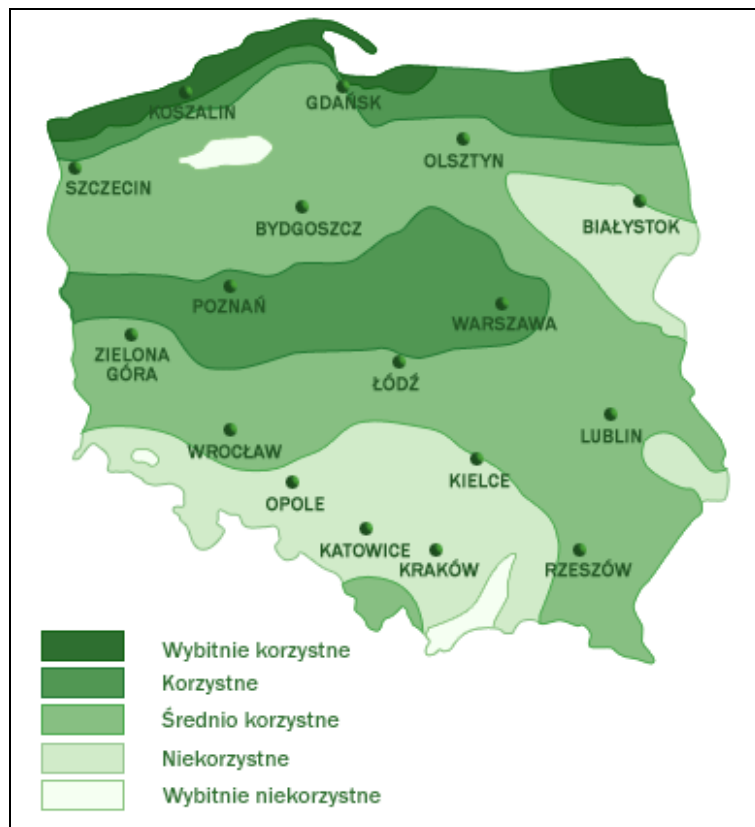 KOSZALIN
GDAŃSK
OLSZTYN
SZCZECIN
BYDGOSZCZ
BIAŁYSTOK
POZNAŃ
WARSZAWA
ZIELONA
GÓRA
ŁÓDŹ
WROCŁAW
LUBLIN
KIELCE
OPOLE
KATOWICE
KRAKÓW
RZESZÓW
Wybitnie korzystne
Korzystne
Średnio korzystne
Niekorzystne
Wybitnie niekorzystne